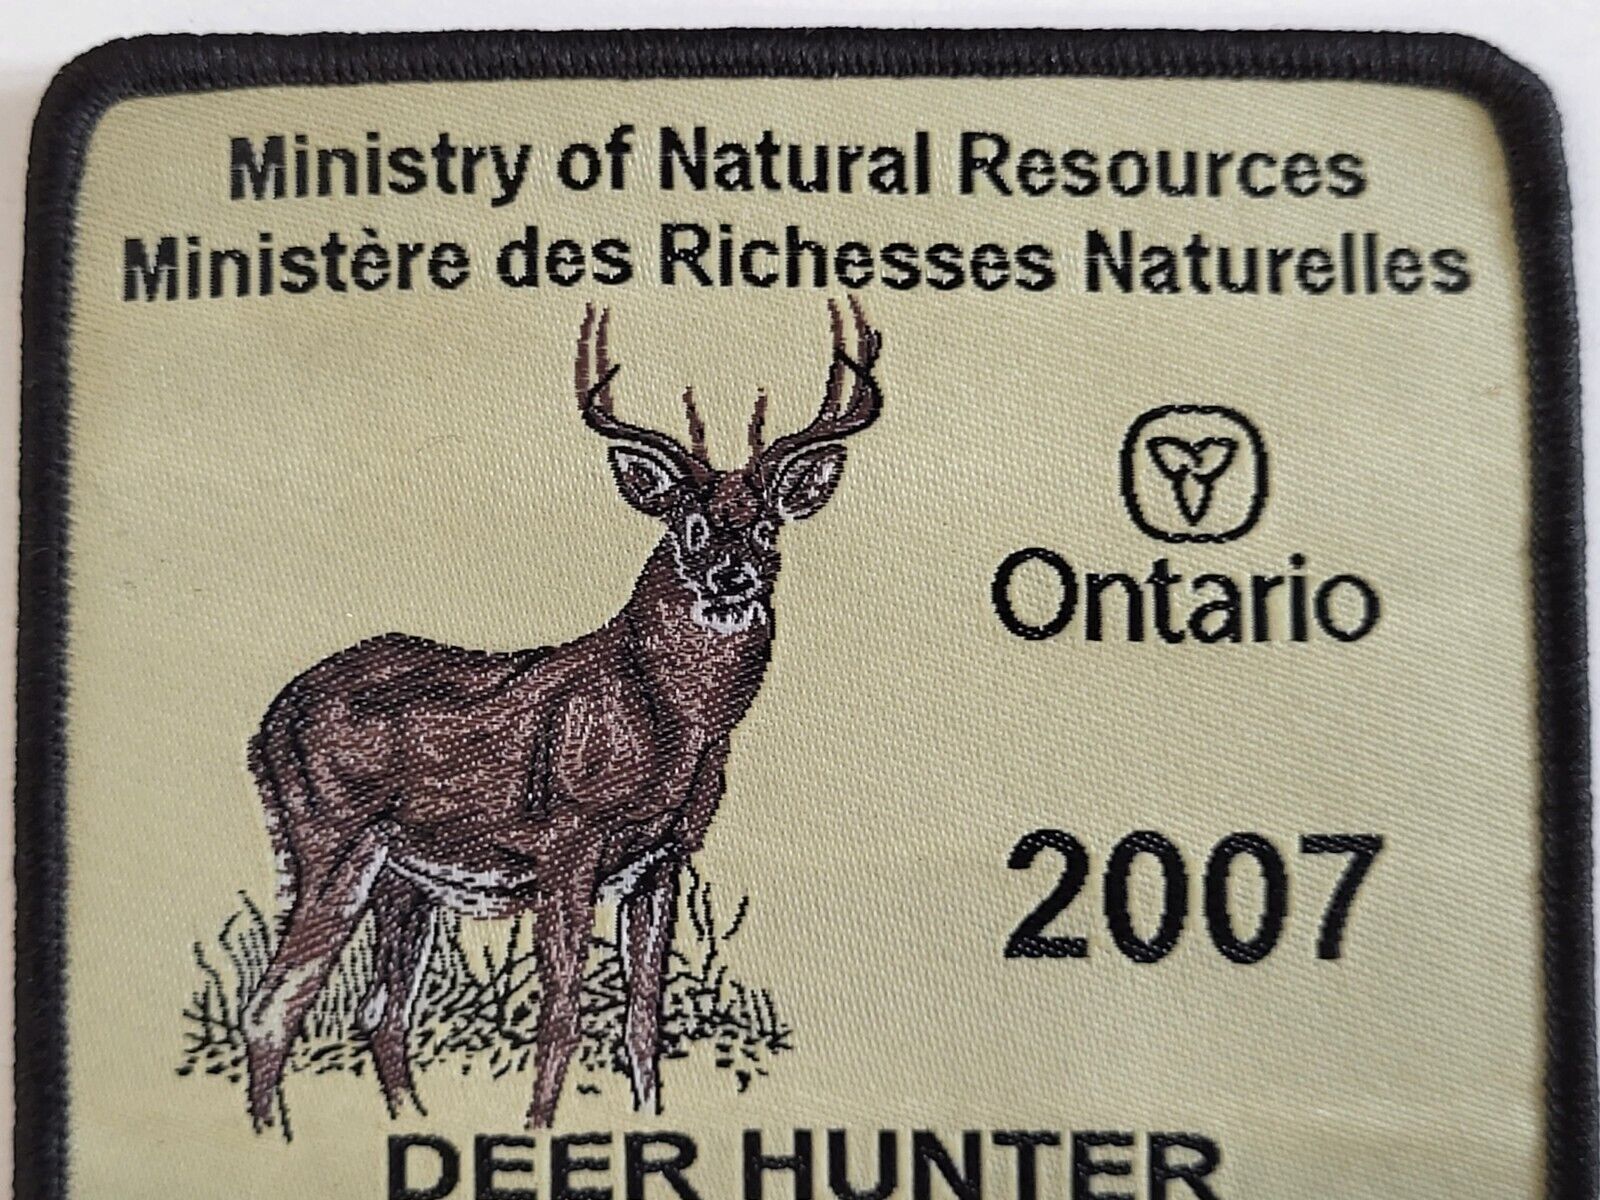 Ministry of Natural Resources
Ministère des Richesses Naturelles
Ontario
2007
DEER HUNTER